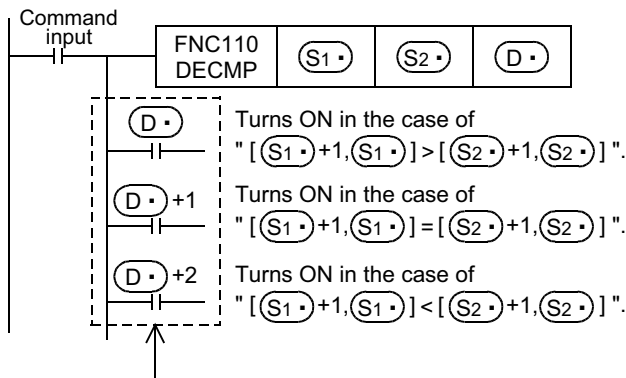 Command
input
FNC110
DECMP
S1・
S2・
D・
D・
Turns ON in the case of
" [ S1・ +1, S1・ ] > [ S2・ +1, S2・ ] ".
D・ +1
Turns ON in the case of
" [ S1・ +1, S1・ ] = [ S2・ +1, S2・ ] ".
D・ +2
Turns ON in the case of
" [ S1・ +1, S1・ ] < [ S2・ +1, S2・ ] ".